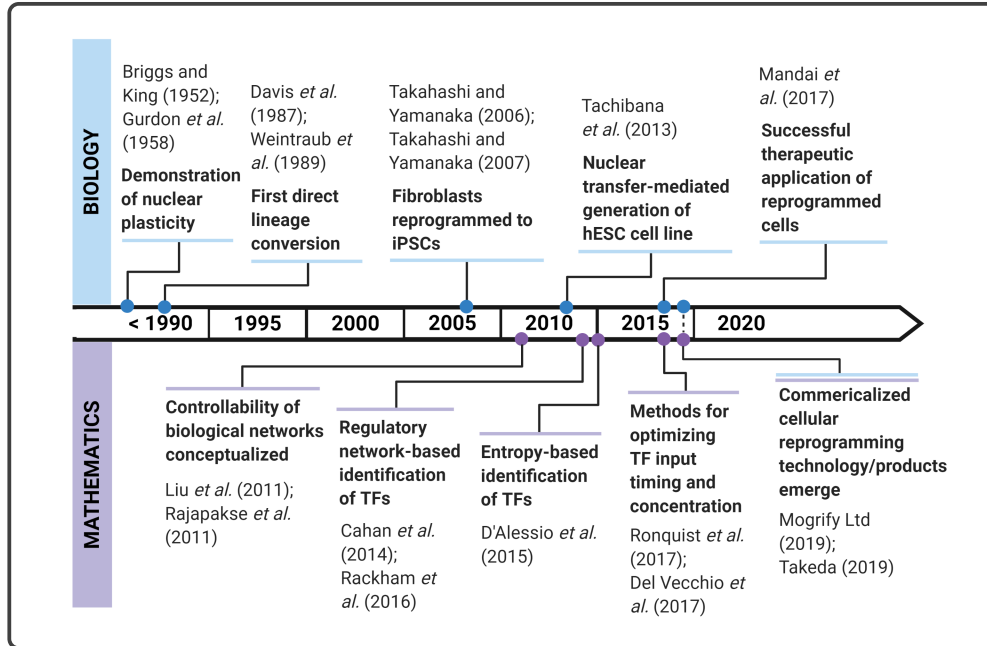 BIOLOGY
Briggs and
King (1952);
Gurdon et al.
(1958)
Demonstration
of nuclear
plasticity
Davis et al.
(1987);
Weintraub et
al. (1989)
First direct
lineage
conversion
Takahashi and
Yamanaka (2006);
Takahashi and
Yamanaka (2007)
Fibroblasts
reprogrammed to
iPSCs
Tachibana
et al. (2013)
Nuclear
transfer-mediated
generation of
hESC cell line
Mandai et
al. (2017)
Successful
therapeutic
application of
reprogrammed
cells
< 1990 1995 2000 2005 2010 2015 2020
MATHEMATICS
Controllability of
biological networks
conceptualized
Liu et al. (2011);
Rajapakse et al.
(2011)
Regulatory
network-based
identification
of TFs
Cahan et al.
(2014);
Rackham et
al. (2016)
Entropy-based
identification
of TFs
D'Alessio et al.
(2015)
Methods for
optimizing
TF input
timing and
concentration
Ronquist et al.
(2017);
Del Vecchio et
al. (2017)
Commericalized
cellular
reprogramming
technology/products
emerge
Mogrify Ltd
(2019);
Takeda (2019)